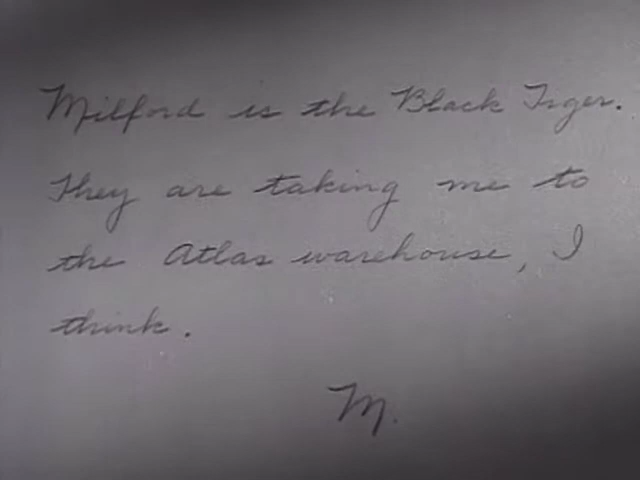 Milford is the Black Tiger.
They are taking me to
the Atlas warehouse, I
think.
M.